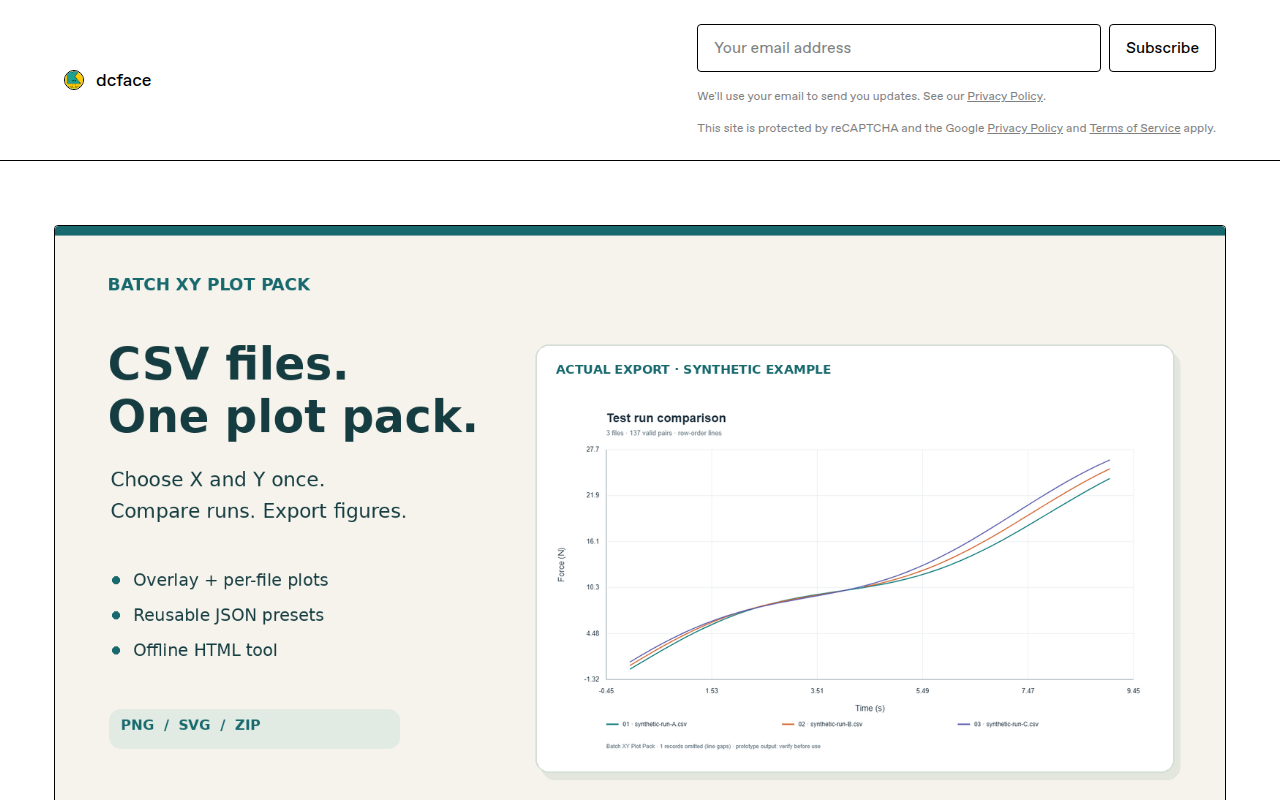 dcface
Your email address
Subscribe
We'll use your email to send you updates. See our Privacy Policy.
This site is protected by reCAPTCHA and the Google Privacy Policy and Terms of Service apply.
BATCH XY PLOT PACK
CSV files.
One plot pack.
Choose X and Y once.
Compare runs. Export figures.
Overlay + per-file plots
Reusable JSON presets
Offline HTML tool
PNG / SVG / ZIP
ACTUAL EXPORT · SYNTHETIC EXAMPLE
Test run comparison
3 files · 137 valid pairs · row-order lines
27.7
21.9
16.1
10.3
4.48
-1.32
Force (N)
-0.45 1.53 3.51 5.49 7.47 9.45
Time (s)
01 · synthetic-run-A.csv 02 · synthetic-run-B.csv 03 · synthetic-run-C.csv
Batch XY Plot Pack · 1 records omitted (line gaps) · prototype output · verify before use